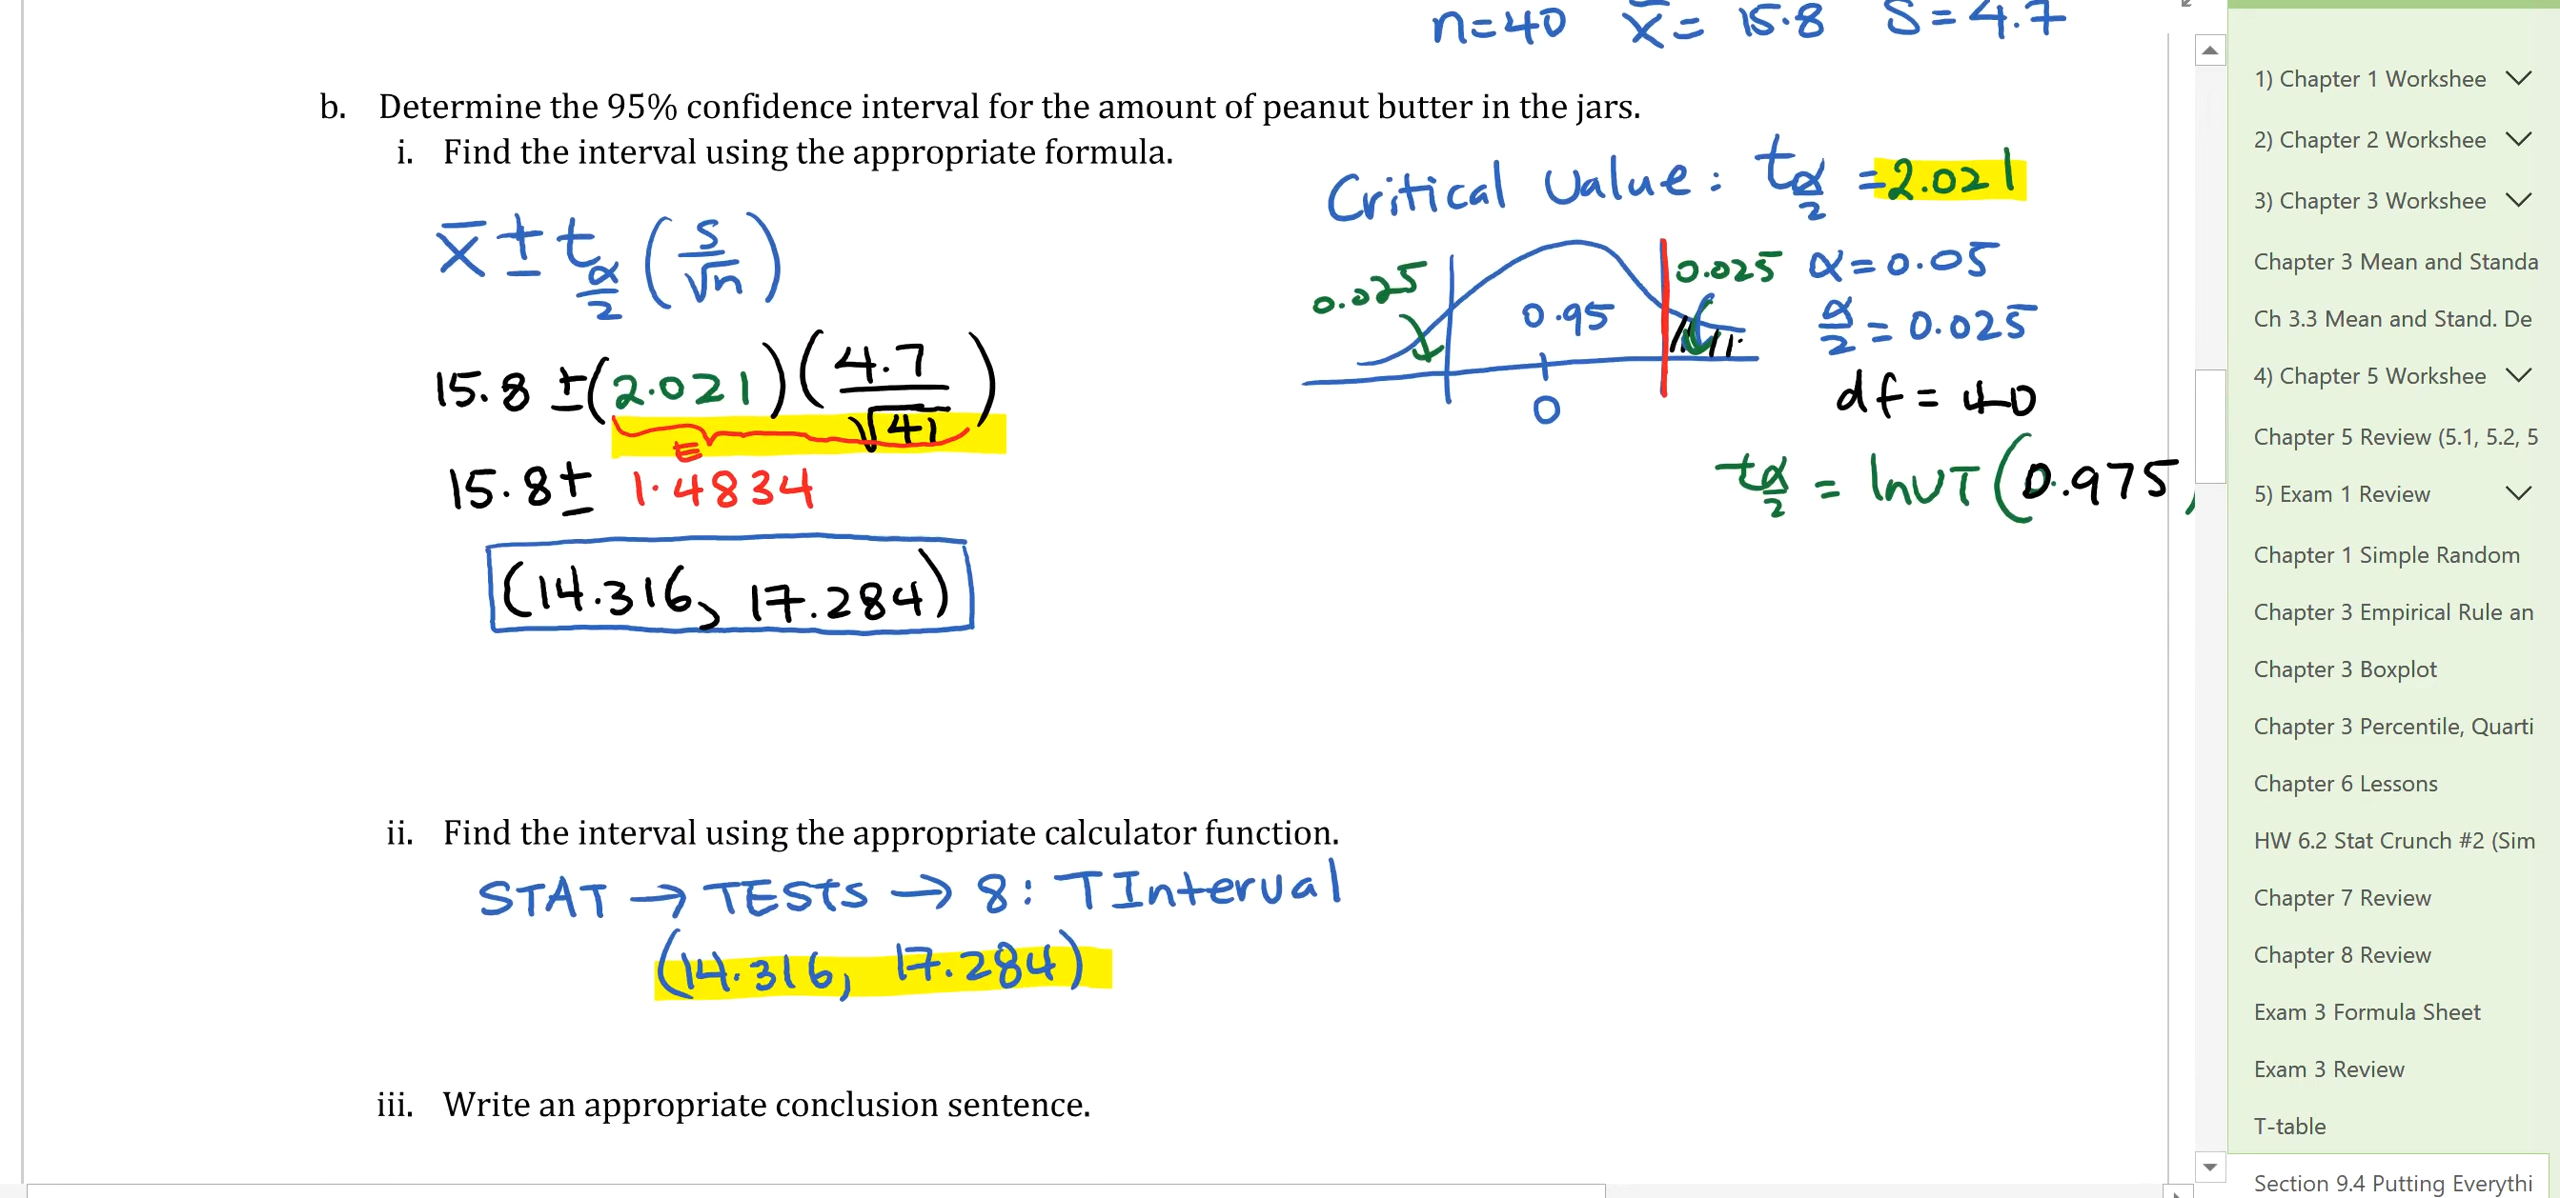 n=40 x̄= 15.8 S=4.7
b. Determine the 95% confidence interval for the amount of peanut butter in the jars.
i. Find the interval using the appropriate formula.
Critical Value: tα/2 =2.021
x̄ ± tα/2 (s/√n)
0.025 0.95 0.025 α=0.05
α/2 = 0.025
0
15.8 ±(2.021)(4.7/√41)
E
df = 40
15.8± 1.4834
tα/2 = InvT(0.975,
(14.316, 17.284)
ii. Find the interval using the appropriate calculator function.
STAT → TESTS → 8: TInterval
(14.316, 17.284)
iii. Write an appropriate conclusion sentence.
1) Chapter 1 Workshee
2) Chapter 2 Workshee
3) Chapter 3 Workshee
Chapter 3 Mean and Standa
Ch 3.3 Mean and Stand. De
4) Chapter 5 Workshee
Chapter 5 Review (5.1, 5.2, 5
5) Exam 1 Review
Chapter 1 Simple Random
Chapter 3 Empirical Rule an
Chapter 3 Boxplot
Chapter 3 Percentile, Quarti
Chapter 6 Lessons
HW 6.2 Stat Crunch #2 (Sim
Chapter 7 Review
Chapter 8 Review
Exam 3 Formula Sheet
Exam 3 Review
T-table
Section 9.4 Putting Everythi